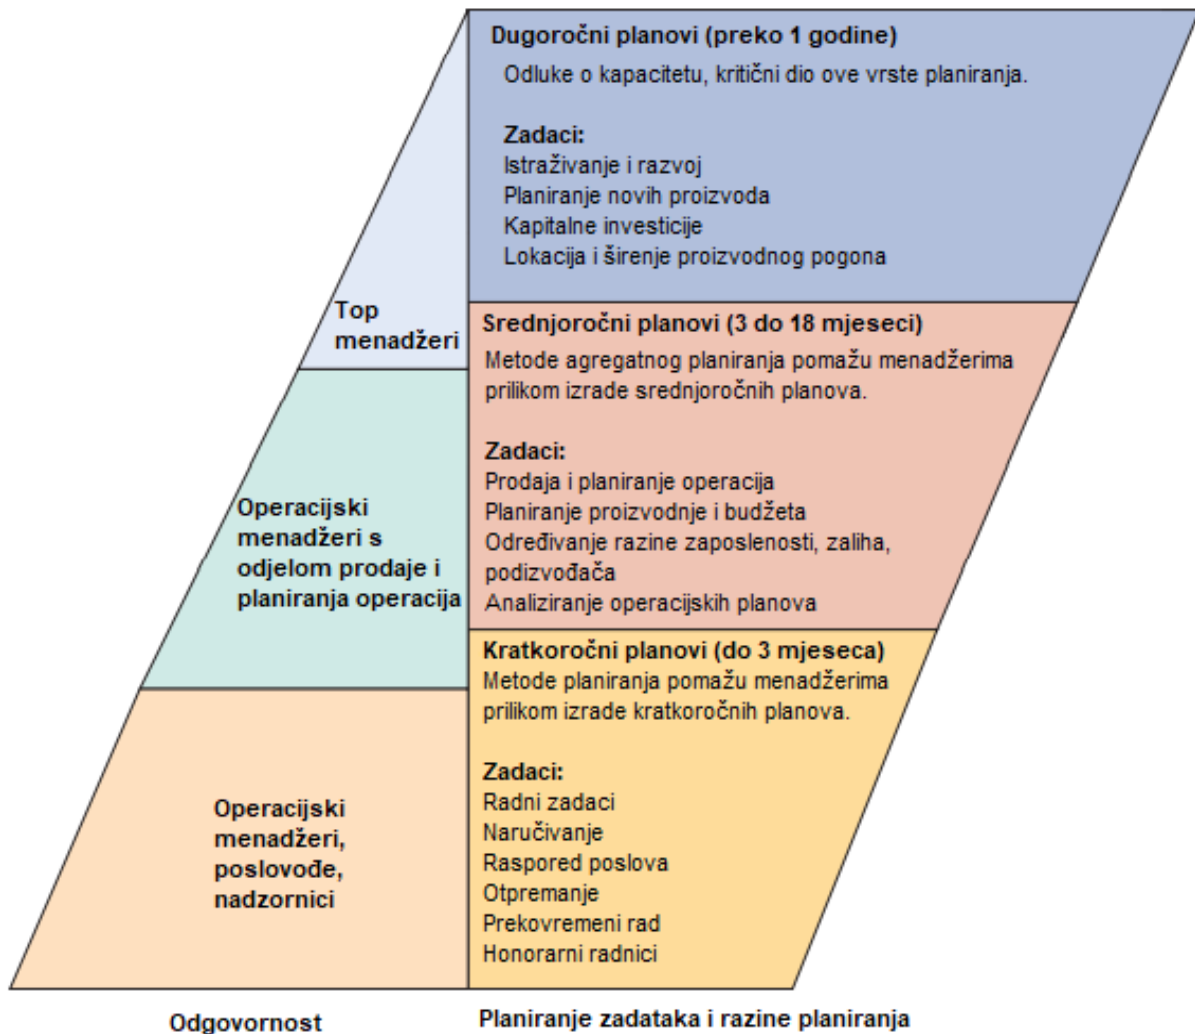 Dugoročni planovi (preko 1 godine)
Odluke o kapacitetu, kritični dio ove vrste planiranja.
Zadaci:
Istraživanje i razvoj
Planiranje novih proizvoda
Kapitalne investicije
Lokacija i širenje proizvodnog pogona
Top
menadžeri
Srednjoročni planovi (3 do 18 mjeseci)
Metode agregatnog planiranja pomažu menadžerima
prilikom izrade srednjoročnih planova.
Zadaci:
Prodaja i planiranje operacija
Planiranje proizvodnje i budžeta
Određivanje razine zaposlenosti, zaliha,
podizvođača
Analiziranje operacijskih planova
Operacijski
menadžeri s
odjelom prodaje i
planiranja operacija
Kratkoročni planovi (do 3 mjeseca)
Metode planiranja pomažu menadžerima
prilikom izrade kratkoročnih planova.
Zadaci:
Radni zadaci
Naručivanje
Raspored poslova
Otpremanje
Prekovremeni rad
Honorarni radnici
Operacijski
menadžeri,
poslovođe,
nadzornici
Odgovornost
Planiranje zadataka i razine planiranja